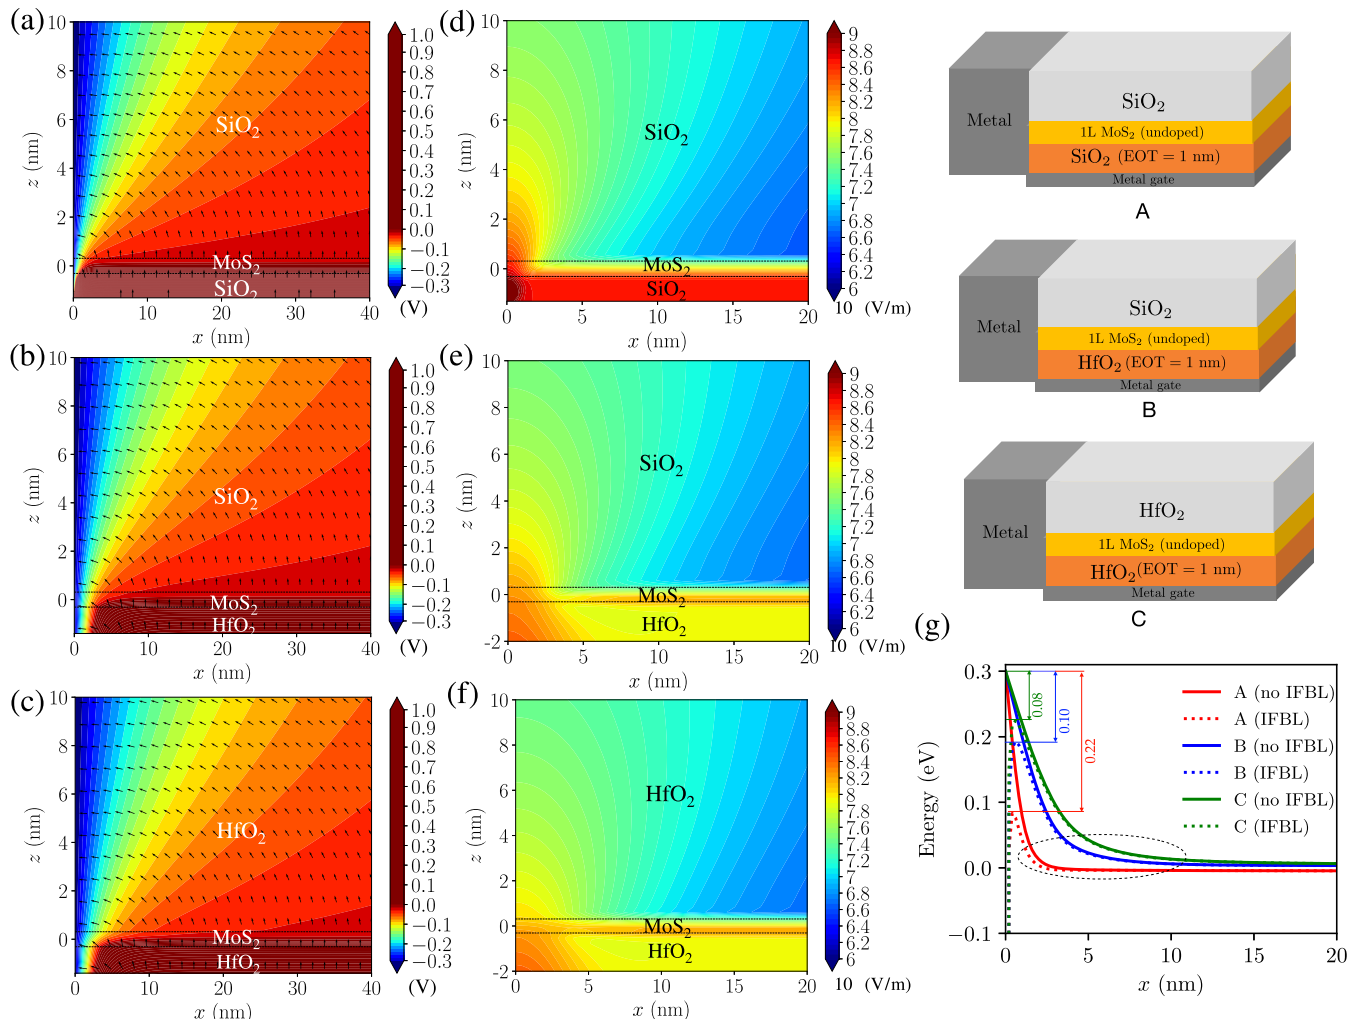 (a)
10
8
6
4
2
0
z (nm)
SiO2
MoS2
SiO2
0
10
20
30
40
x (nm)
1.0
0.9
0.8
0.7
0.6
0.5
0.4
0.3
0.2
0.1
0.0
−0.1
−0.2
−0.3
(V)
(d)
10
8
6
4
2
0
z (nm)
SiO2
MoS2
SiO2
0
5
10
15
20
x (nm)
9
8.8
8.6
8.4
8.2
8
7.8
7.6
7.4
7.2
7
6.8
6.6
6.4
6.2
6
10 (V/m)
Metal
SiO2
1L MoS2 (undoped)
SiO2 (EOT = 1 nm)
Metal gate
A
(b)
10
8
6
4
2
0
z (nm)
SiO2
MoS2
HfO2
0
10
20
30
40
x (nm)
1.0
0.9
0.8
0.7
0.6
0.5
0.4
0.3
0.2
0.1
0.0
−0.1
−0.2
−0.3
(V)
(e)
10
8
6
4
2
0
-2
z (nm)
SiO2
MoS2
HfO2
0
5
10
15
20
x (nm)
9
8.8
8.6
8.4
8.2
8
7.8
7.6
7.4
7.2
7
6.8
6.6
6.4
6.2
6
10 (V/m)
Metal
SiO2
1L MoS2 (undoped)
HfO2 (EOT = 1 nm)
Metal gate
B
(c)
10
8
6
4
2
0
z (nm)
HfO2
MoS2
HfO2
0
10
20
30
40
x (nm)
1.0
0.9
0.8
0.7
0.6
0.5
0.4
0.3
0.2
0.1
0.0
−0.1
−0.2
−0.3
(V)
(f)
10
8
6
4
2
0
-2
z (nm)
HfO2
MoS2
HfO2
0
5
10
15
20
x (nm)
9
8.8
8.6
8.4
8.2
8
7.8
7.6
7.4
7.2
7
6.8
6.6
6.4
6.2
6
10 (V/m)
Metal
HfO2
1L MoS2 (undoped)
HfO2(EOT = 1 nm)
Metal gate
C
(g)
0.3
0.2
0.1
0.0
−0.1
Energy (eV)
0.08
0.10
0.22
A (no IFBL)
A (IFBL)
B (no IFBL)
B (IFBL)
C (no IFBL)
C (IFBL)
0
5
10
15
20
x (nm)